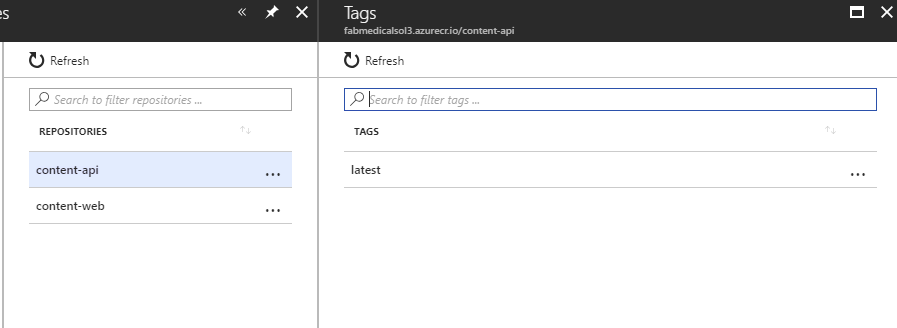 es
Refresh
Search to filter repositories ...
REPOSITORIES
content-api
...
content-web
...
Tags
fabmedicalsol3.azurecr.io/content-api
Refresh
Search to filter tags ...
TAGS
latest
...